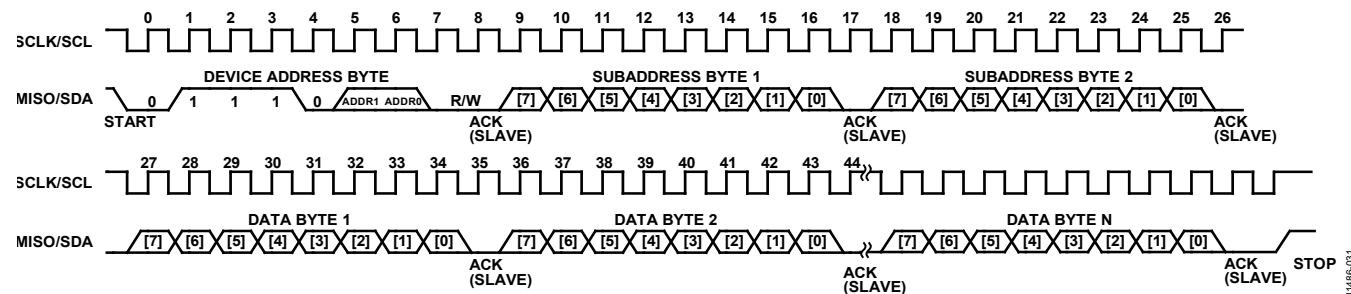 0 1 2 3 4 5 6 7 8 9 10 11 12 13 14 15 16 17 18 19 20 21 22 23 24 25 26
SCLK/SCL
DEVICE ADDRESS BYTE SUBADDRESS BYTE 1 SUBADDRESS BYTE 2
MISO/SDA 0 1 1 1 0 ADDR1 ADDR0 R/W [7] [6] [5] [4] [3] [2] [1] [0] [7] [6] [5] [4] [3] [2] [1] [0]
START ACK ACK ACK
(SLAVE) (SLAVE) (SLAVE)
27 28 29 30 31 32 33 34 35 36 37 38 39 40 41 42 43 44
SCLK/SCL
DATA BYTE 1 DATA BYTE 2 DATA BYTE N
MISO/SDA [7] [6] [5] [4] [3] [2] [1] [0] [7] [6] [5] [4] [3] [2] [1] [0] [7] [6] [5] [4] [3] [2] [1] [0]
ACK ACK ACK STOP
(SLAVE) (SLAVE) (SLAVE)
11486-031